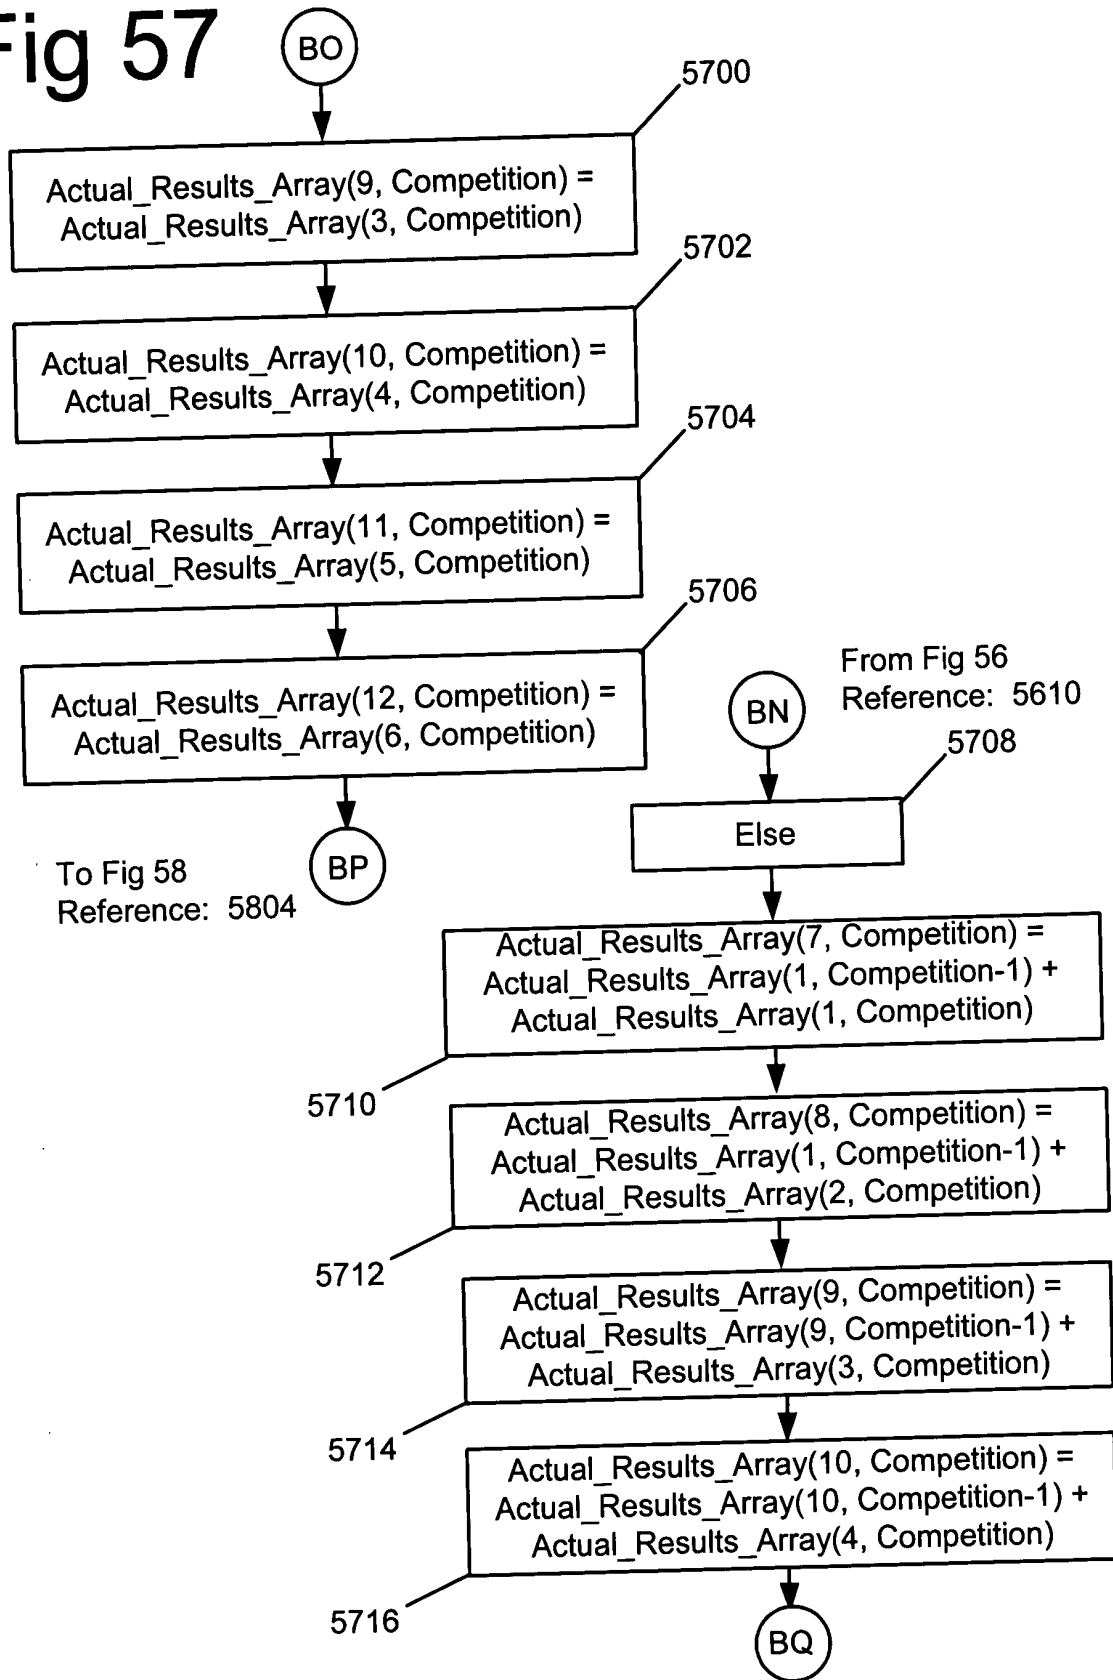 Fig 57
BO
5700
Actual_Results_Array(9, Competition) =
Actual_Results_Array(3, Competition)
5702
Actual_Results_Array(10, Competition) =
Actual_Results_Array(4, Competition)
5704
Actual_Results_Array(11, Competition) =
Actual_Results_Array(5, Competition)
5706
Actual_Results_Array(12, Competition) =
Actual_Results_Array(6, Competition)
To Fig 58
Reference: 5804
BP
From Fig 56
Reference: 5610
BN
5708
Else
Actual_Results_Array(7, Competition) =
Actual_Results_Array(1, Competition-1) +
Actual_Results_Array(1, Competition)
5710
Actual_Results_Array(8, Competition) =
Actual_Results_Array(1, Competition-1) +
Actual_Results_Array(2, Competition)
5712
Actual_Results_Array(9, Competition) =
Actual_Results_Array(9, Competition-1) +
Actual_Results_Array(3, Competition)
5714
Actual_Results_Array(10, Competition) =
Actual_Results_Array(10, Competition-1) +
Actual_Results_Array(4, Competition)
5716
BQ